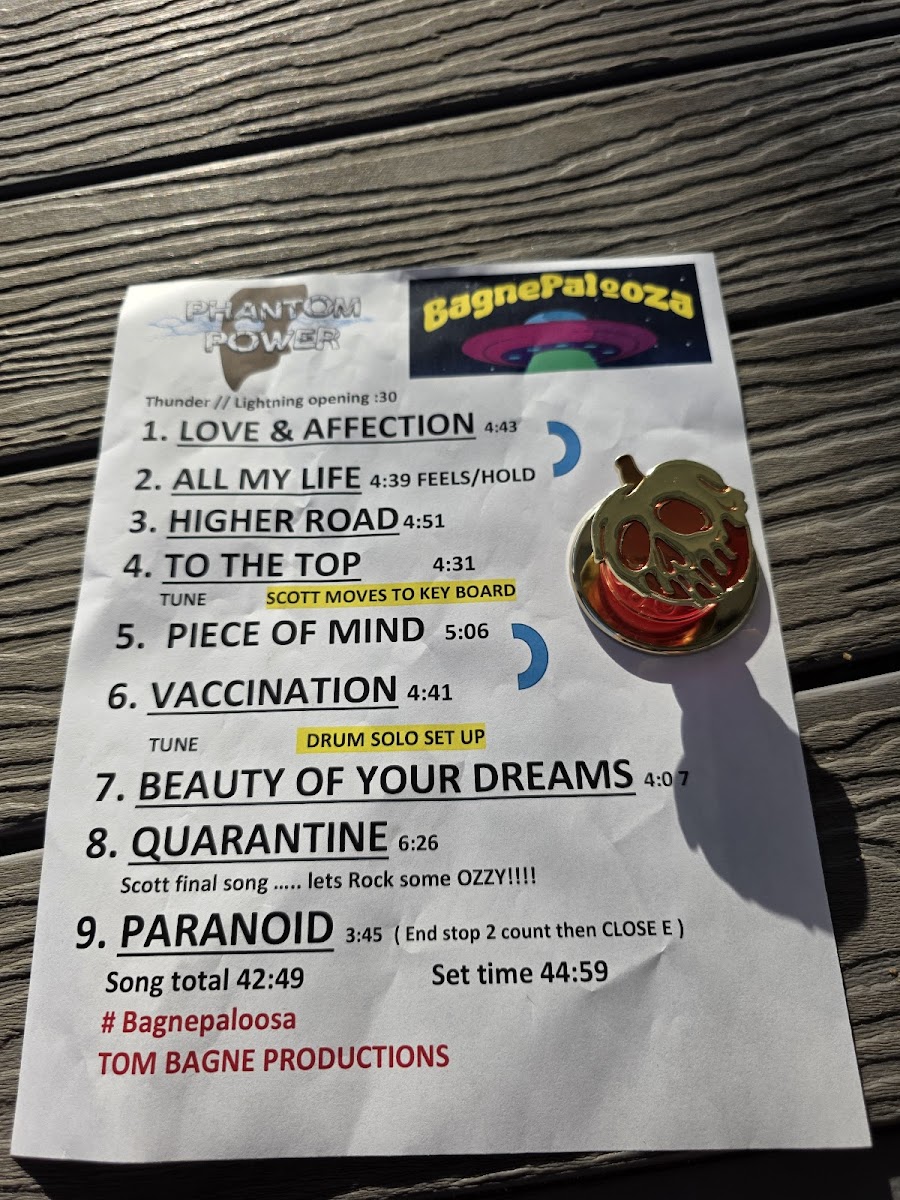 PHANTOM
POWER
BagnePalooza
Thunder // Lightning opening :30
1. LOVE & AFFECTION 4:43
2. ALL MY LIFE 4:39 FEELS/HOLD
3. HIGHER ROAD 4:51
4. TO THE TOP 4:31
TUNE SCOTT MOVES TO KEY BOARD
5. PIECE OF MIND 5:06
6. VACCINATION 4:41
TUNE DRUM SOLO SET UP
7. BEAUTY OF YOUR DREAMS 4:07
8. QUARANTINE 6:26
Scott final song ..... lets Rock some OZZY!!!!
9. PARANOID 3:45 ( End stop 2 count then CLOSE E )
Song total 42:49 Set time 44:59
# Bagnepaloosa
TOM BAGNE PRODUCTIONS